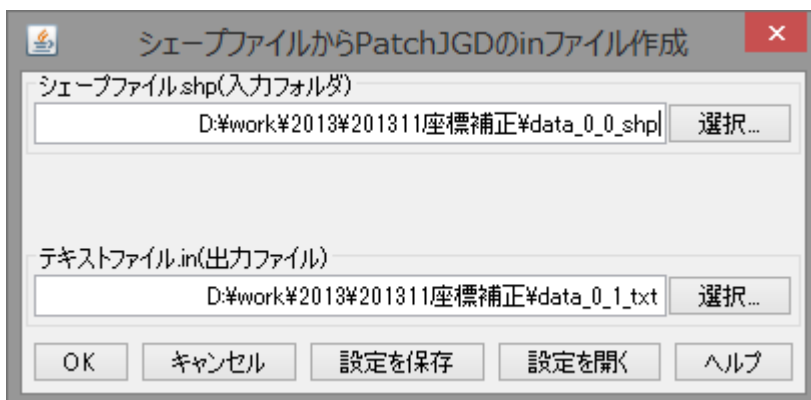 シェープファイルからPatchJGDのinファイル作成
シェープファイル.shp(入力フォルダ)
D:¥work¥2013¥201311座標補正¥data_0_0_shp 選択...
テキストファイル.in(出力ファイル)
D:¥work¥2013¥201311座標補正¥data_0_1_txt 選択...
OK キャンセル 設定を保存 設定を開く ヘルプ